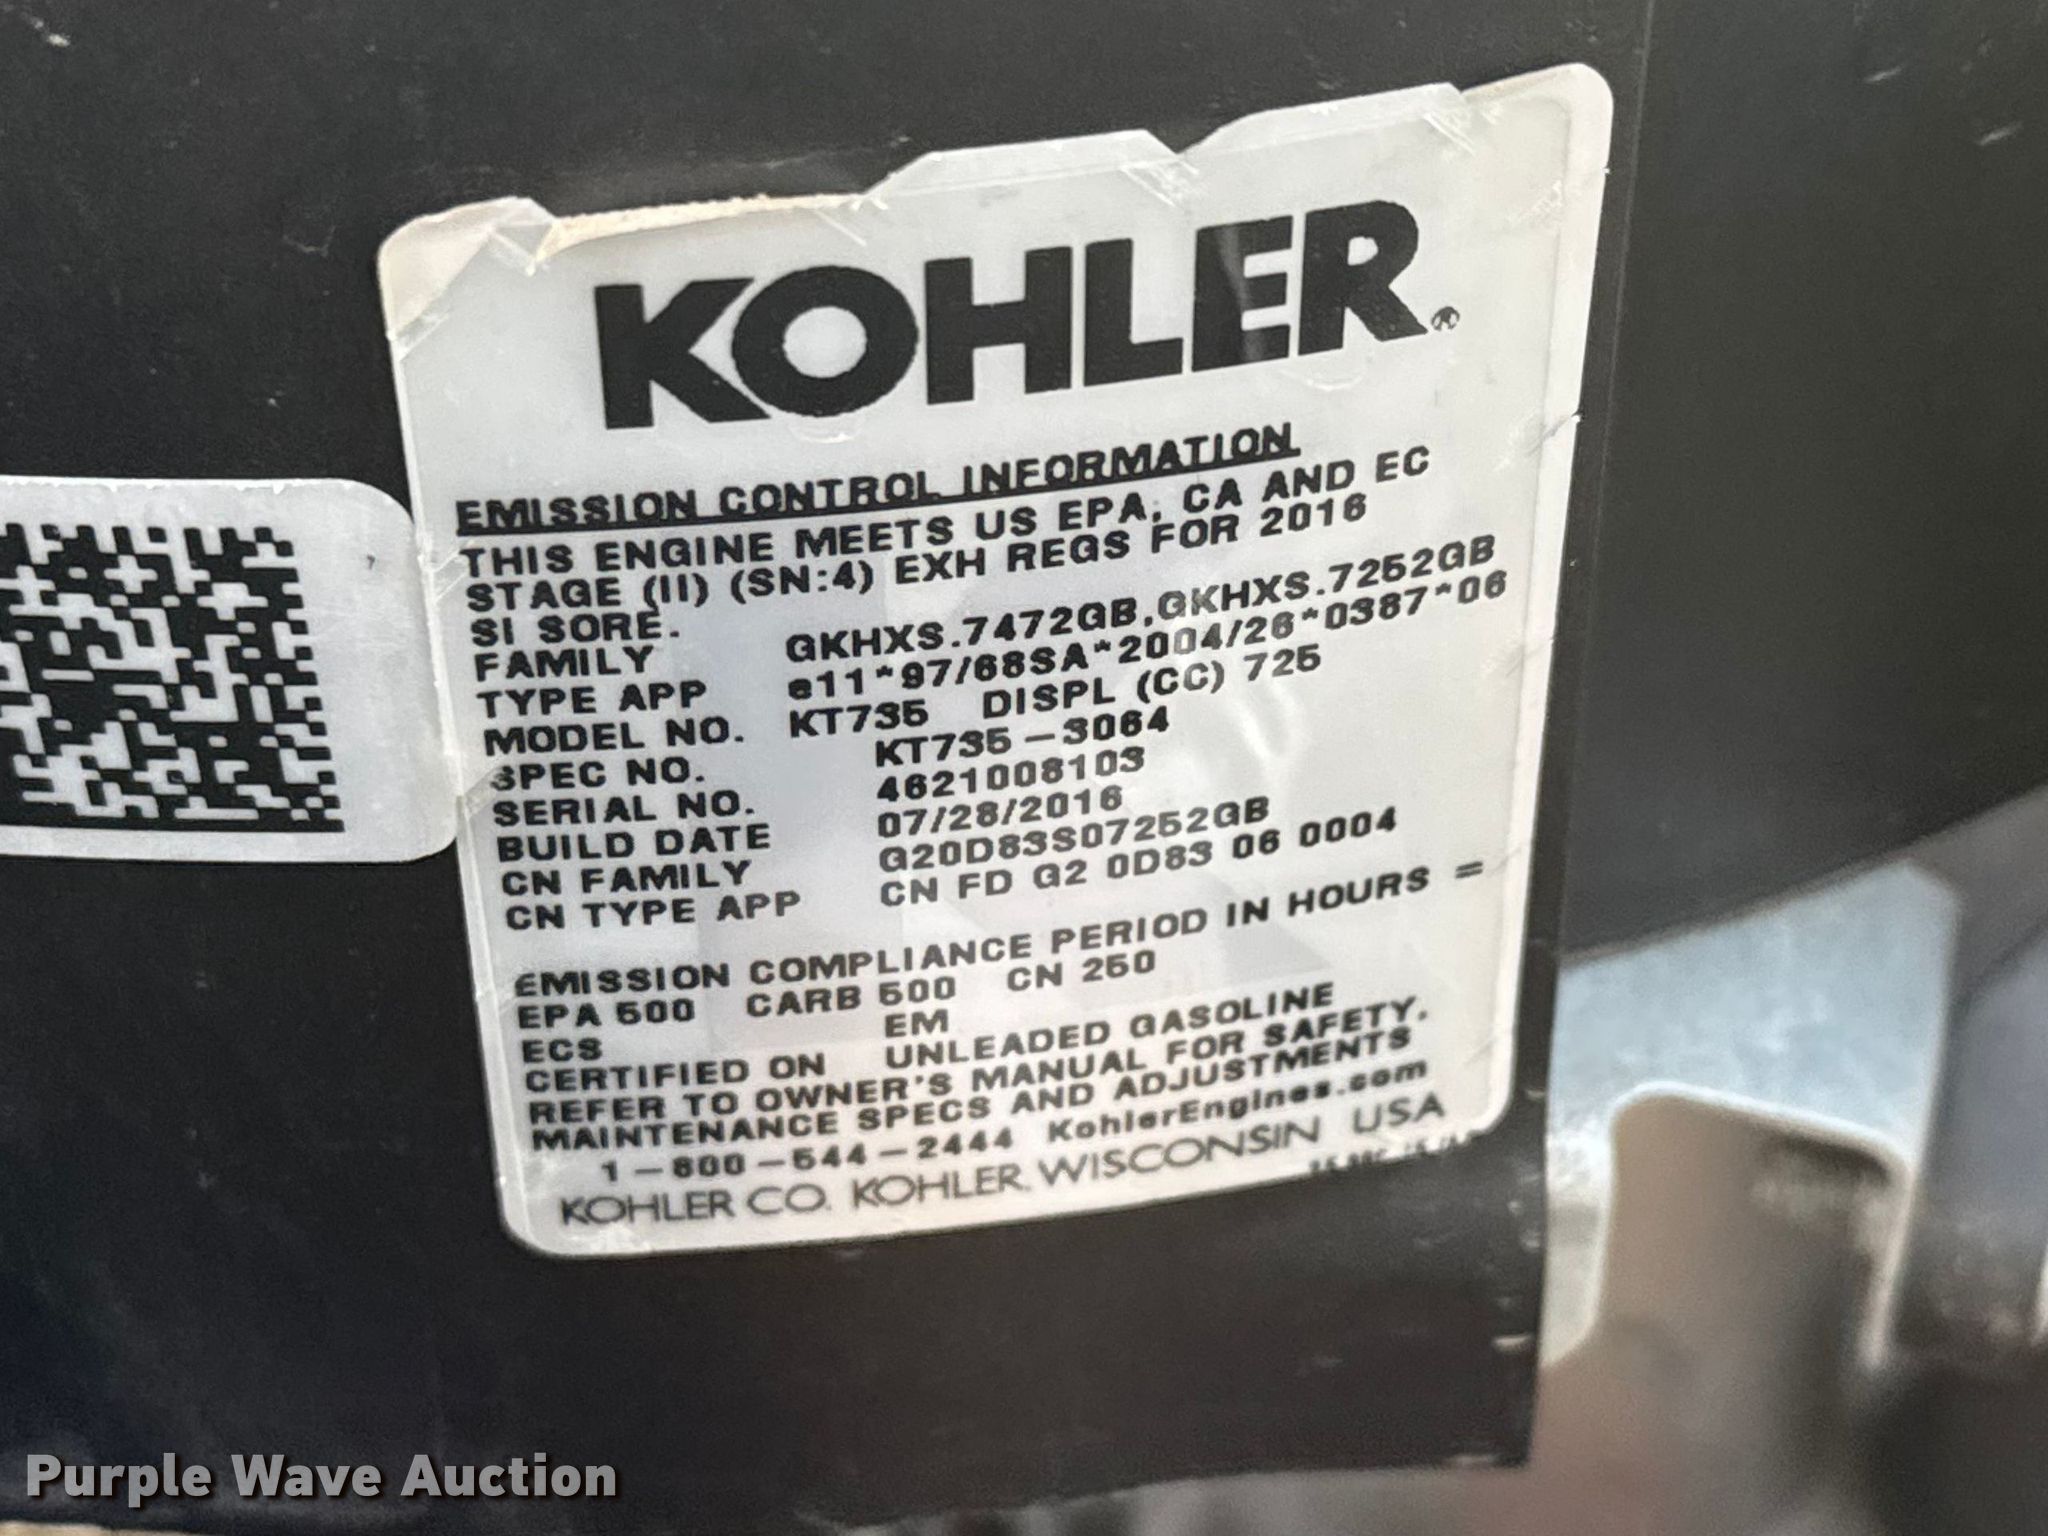 KOHLER®
EMISSION CONTROL INFORMATION
THIS ENGINE MEETS US EPA, CA AND EC
STAGE (II) (SN:4) EXH REGS FOR 2016
SI SORE.
FAMILY GKHXS.7472GB,GKHXS.7252GB
TYPE APP e11*97/68SA*2004/26*0387*06
MODEL NO. KT735 DISPL (CC) 725
SPEC NO. KT735-3064
SERIAL NO. 4621008103
BUILD DATE 07/28/2016
CN FAMILY G20D83S07252GB
CN TYPE APP CN FD G2 0D83 06 0004
EMISSION COMPLIANCE PERIOD IN HOURS =
EPA 500 CARB 500 CN 250
ECS EM
CERTIFIED ON UNLEADED GASOLINE
REFER TO OWNER'S MANUAL FOR SAFETY,
MAINTENANCE SPECS AND ADJUSTMENTS
1-800-544-2444 KohlerEngines.com
KOHLER CO. KOHLER, WISCONSIN USA
Purple Wave Auction